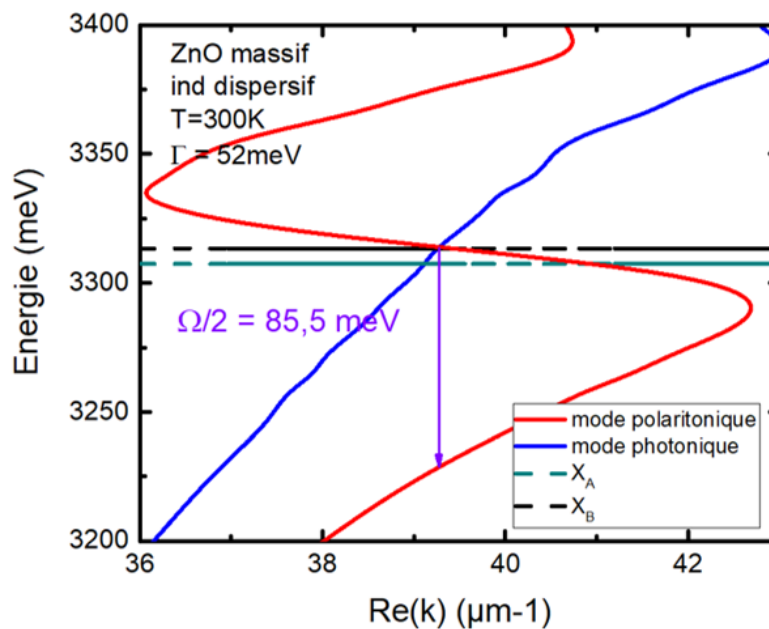 3400
3350
3300
3250
3200
Energie (meV)
ZnO massif
ind dispersif
T=300K
Γ = 52meV
Ω/2 = 85,5 meV
mode polaritonique
mode photonique
X_A
X_B
36
38
40
42
Re(k) (µm-1)